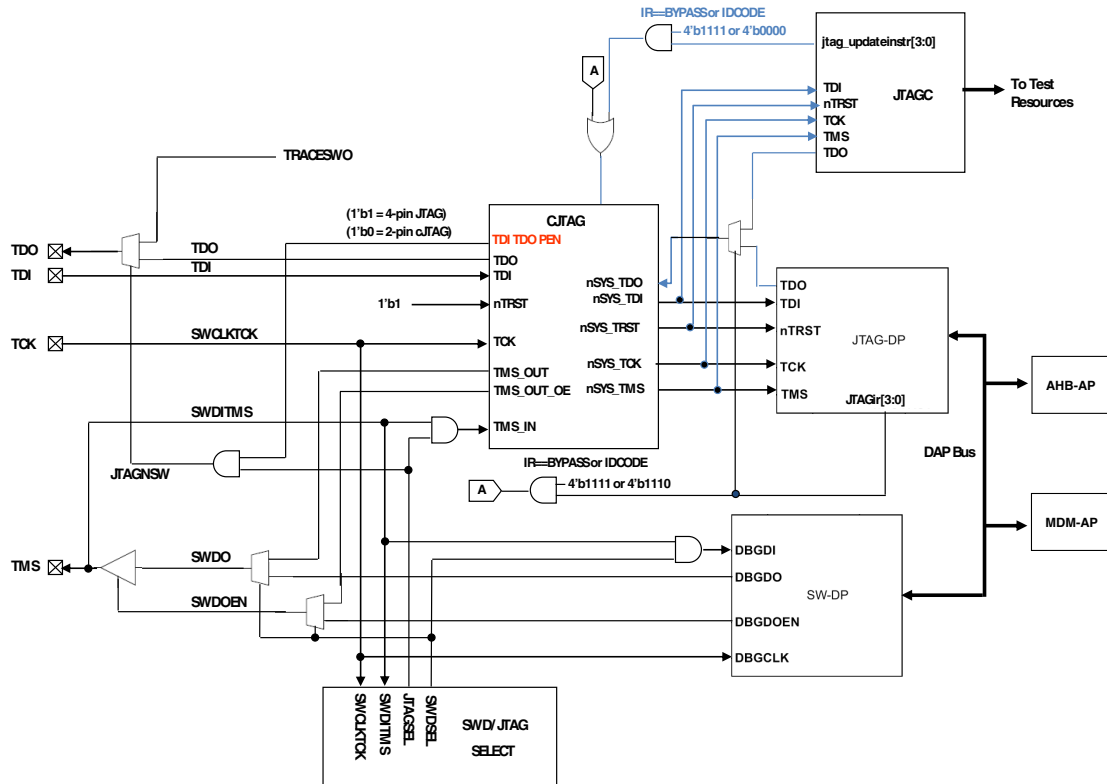 IR==BYPASS or IDCODE
4'b1111 or 4'b0000
jtag_updateinstr[3:0]
A
TDI
nTRST
JTAGC
TCK
TMS
TDO
To Test
Resources
TRACESWO
(1'b1 = 4-pin JTAG)
(1'b0 = 2-pin cJTAG)
CJTAG
TDI TDO PEN
TDO
TDO
TDO
TDI
TDI
TDI
1'b1
nTRST
nSYS_TDO
nSYS_TDI
nSYS_TRST
nSYS_TCK
nSYS_TMS
TDO
TDI
nTRST
JTAG-DP
TCK
TMS
JTAGir[3:0]
TCK
SWCLKTCK
TCK
TMS_OUT
TMS_OUT_OE
SWDITMS
TMS_IN
AHB-AP
IR==BYPASS or IDCODE
4'b1111 or 4'b1110
A
JTAGNSW
DAP Bus
MDM-AP
TMS
SWDO
SWDOEN
DBGDI
DBGDO
SW-DP
DBGDOEN
DBGCLK
SWCLKTCK
SWDITMS
JTAGSEL
SWDSEL
SWD/JTAG
SELECT